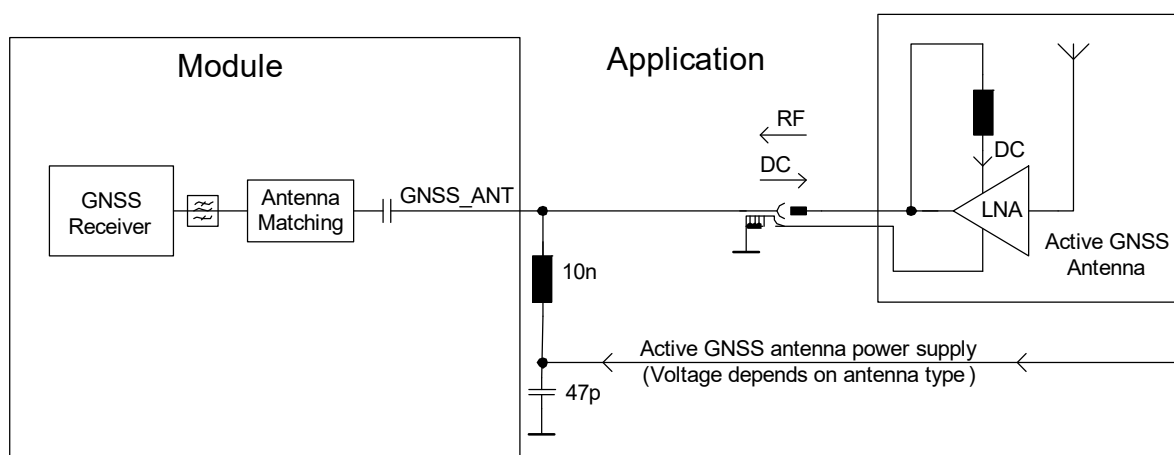 Module
Application
RF
DC
DC
GNSS
Receiver
Antenna
Matching
GNSS_ANT
LNA
Active GNSS
Antenna
10n
Active GNSS antenna power supply
(Voltage depends on antenna type)
47p